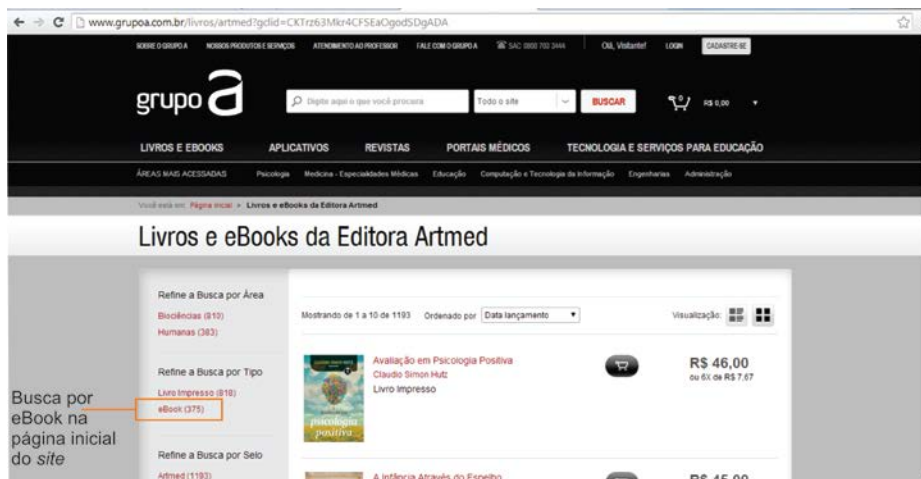 www.grupoa.com.br/livros/artmed?gclid=CKTrz63Mkr4CFSEaOgodSDgADA
SOBRE O GRUPO A NOSSOS PRODUTOS E SERVIÇOS ATENDIMENTO AO PROFESSOR FALE COM O GRUPO A SAC 0800 703 3444 Olá, Visitante! LOGIN CADASTRE-SE
grupo a Digite aqui o que você procura Todo o site BUSCAR 0 R$ 0,00
LIVROS E EBOOKS APLICATIVOS REVISTAS PORTAIS MÉDICOS TECNOLOGIA E SERVIÇOS PARA EDUCAÇÃO
ÁREAS MAIS ACESSADAS Psicologia Medicina - Especialidades Médicas Educação Computação e Tecnologia da Informação Engenharias Administração
Você está em: Página inicial > Livros e eBooks da Editora Artmed
Livros e eBooks da Editora Artmed
Refine a Busca por Área
Biociências (810)
Humanas (383)
Refine a Busca por Tipo
Livro Impresso (818)
eBook (375)
Refine a Busca por Selo
Artmed (1193)
Busca por
eBook na
página inicial
do site
Mostrando de 1 a 10 de 1193 Ordenado por Data lançamento Visualização:
Avaliação em Psicologia Positiva
Claudio Simon Hutz
Livro Impresso
R$ 46,00
ou 6X de R$ 7,67
psicologia
positiva
A Infância Através do Espelho
R$ 45,00